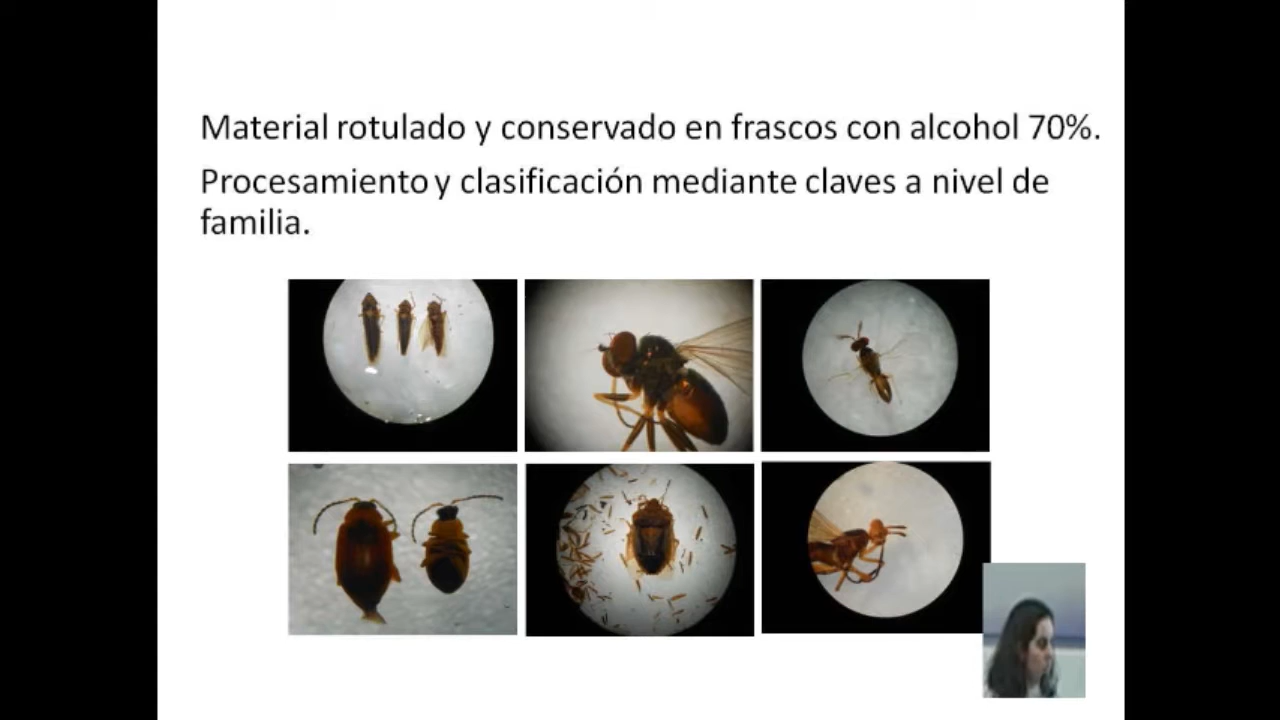 Material rotulado y conservado en frascos con alcohol 70%.
Procesamiento y clasificación mediante claves a nivel de
familia.